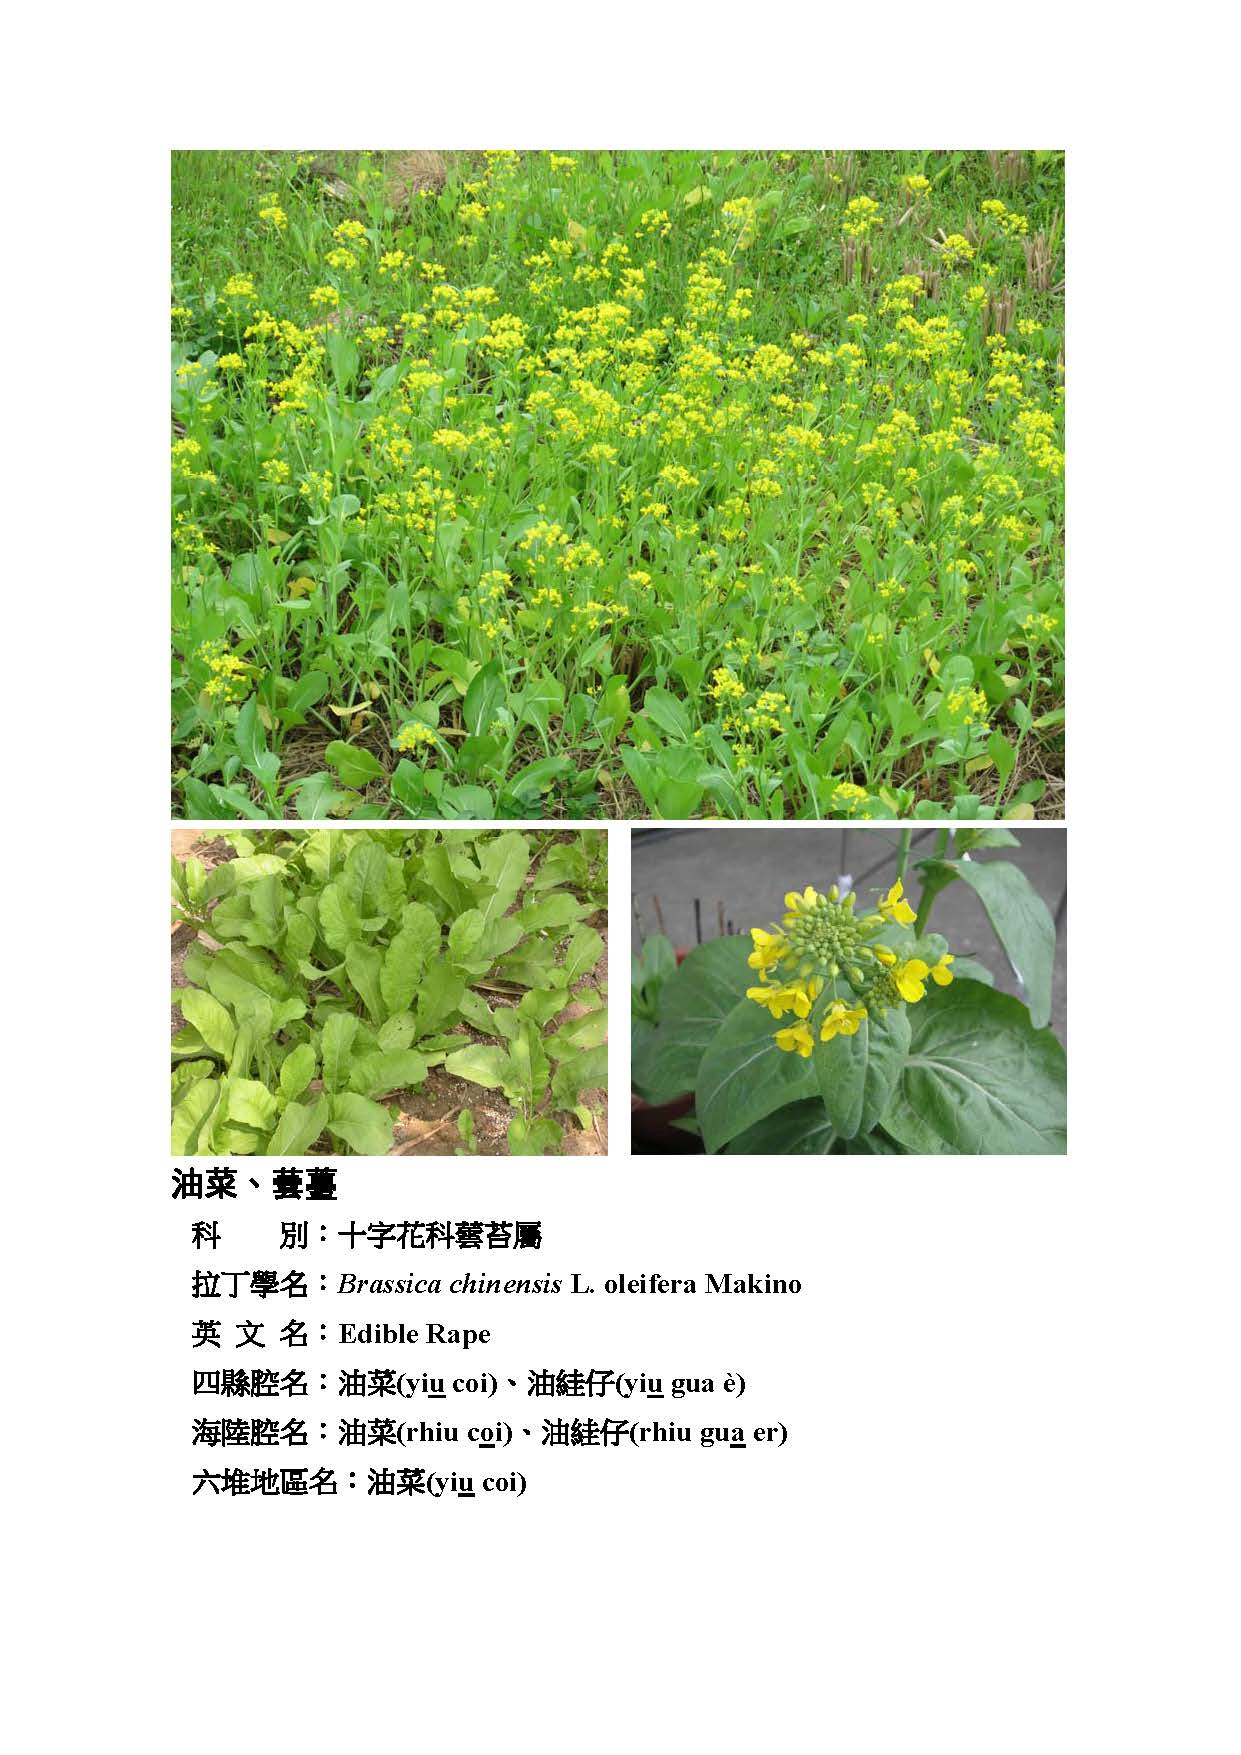 油菜、蕓薹
科　　別：十字花科蕓苔屬
拉丁學名：Brassica chinensis L. oleifera Makino
英 文 名：Edible Rape
四縣腔名：油菜(yiu coi)、油絓仔(yiu gua è)
海陸腔名：油菜(rhiu coi)、油絓仔(rhiu gua er)
六堆地區名：油菜(yiu coi)